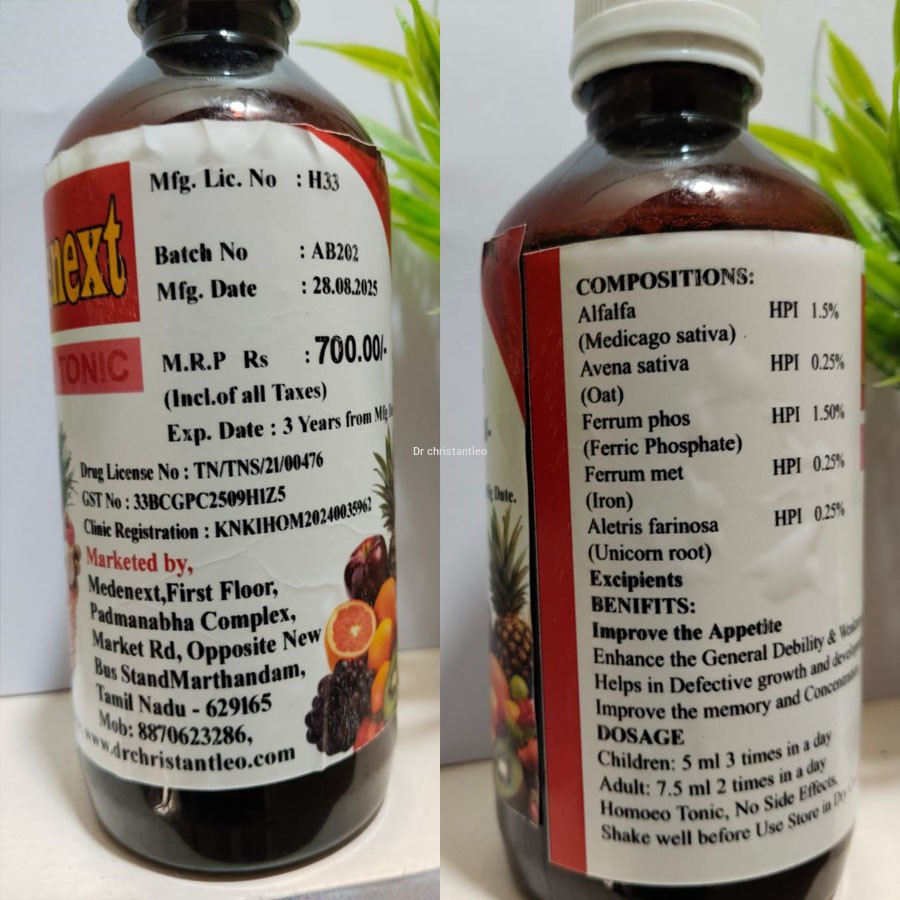 next
TONIC
Mfg. Lic. No : H33
Batch No : AB202
Mfg. Date : 28.08.2025
M.R.P Rs : 700.00/-
(Incl.of all Taxes)
Exp. Date : 3 Years from Mfg
Drug License No : TN/TNS/21/00476
GST No : 33BCGPC2509H1Z5
Clinic Registration : KNKIHOM20240035962
Marketed by,
Medenext,First Floor,
Padmanabha Complex,
Market Rd, Opposite New
Bus StandMarthandam,
Tamil Nadu - 629165
Mob: 8870623286,
www.drchristantleo.com
Dr christantleo
Date.
COMPOSITIONS:
Alfalfa HPI 1.5%
(Medicago sativa)
Avena sativa HPI 0.25%
(Oat)
Ferrum phos HPI 1.50%
(Ferric Phosphate)
Ferrum met HPI 0.25%
(Iron)
Aletris farinosa HPI 0.25%
(Unicorn root)
Excipients
BENIFITS:
Improve the Appetite
Enhance the General Debility &
Helps in Defective growth and
Improve the memory and
DOSAGE
Children: 5 ml 3 times in a day
Adult: 7.5 ml 2 times in a day
Homoeo Tonic, No Side Effects.
Shake well before Use Store in Dry